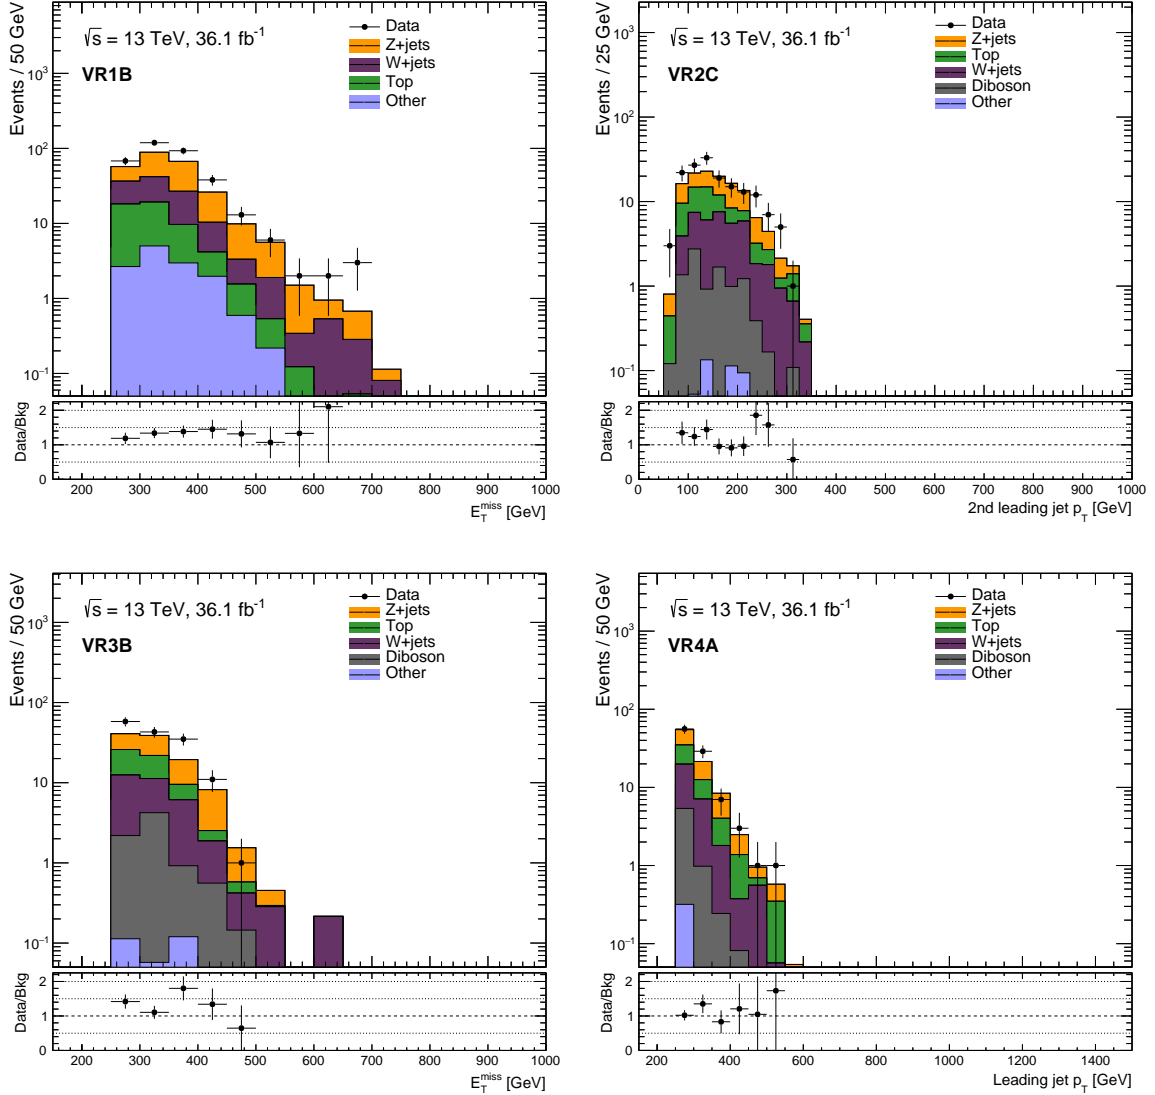 Events / 50 GeV
√s = 13 TeV, 36.1 fb⁻¹
VR1B
Data
Z+jets
W+jets
Top
Other
10³
10²
10
1
10⁻¹
Data/Bkg
2
1
0
200 300 400 500 600 700 800 900 1000
E_T^miss [GeV]
Events / 25 GeV
√s = 13 TeV, 36.1 fb⁻¹
VR2C
Data
Z+jets
Top
W+jets
Diboson
Other
10³
10²
10
1
10⁻¹
Data/Bkg
2
1
0
0 100 200 300 400 500 600 700 800 900 1000
2nd leading jet p_T [GeV]
Events / 50 GeV
√s = 13 TeV, 36.1 fb⁻¹
VR3B
Data
Z+jets
Top
W+jets
Diboson
Other
10³
10²
10
1
10⁻¹
Data/Bkg
2
1
0
200 300 400 500 600 700 800 900 1000
E_T^miss [GeV]
Events / 50 GeV
√s = 13 TeV, 36.1 fb⁻¹
VR4A
Data
Z+jets
Top
W+jets
Diboson
Other
10³
10²
10
1
10⁻¹
Data/Bkg
2
1
0
200 400 600 800 1000 1200 1400
Leading jet p_T [GeV]